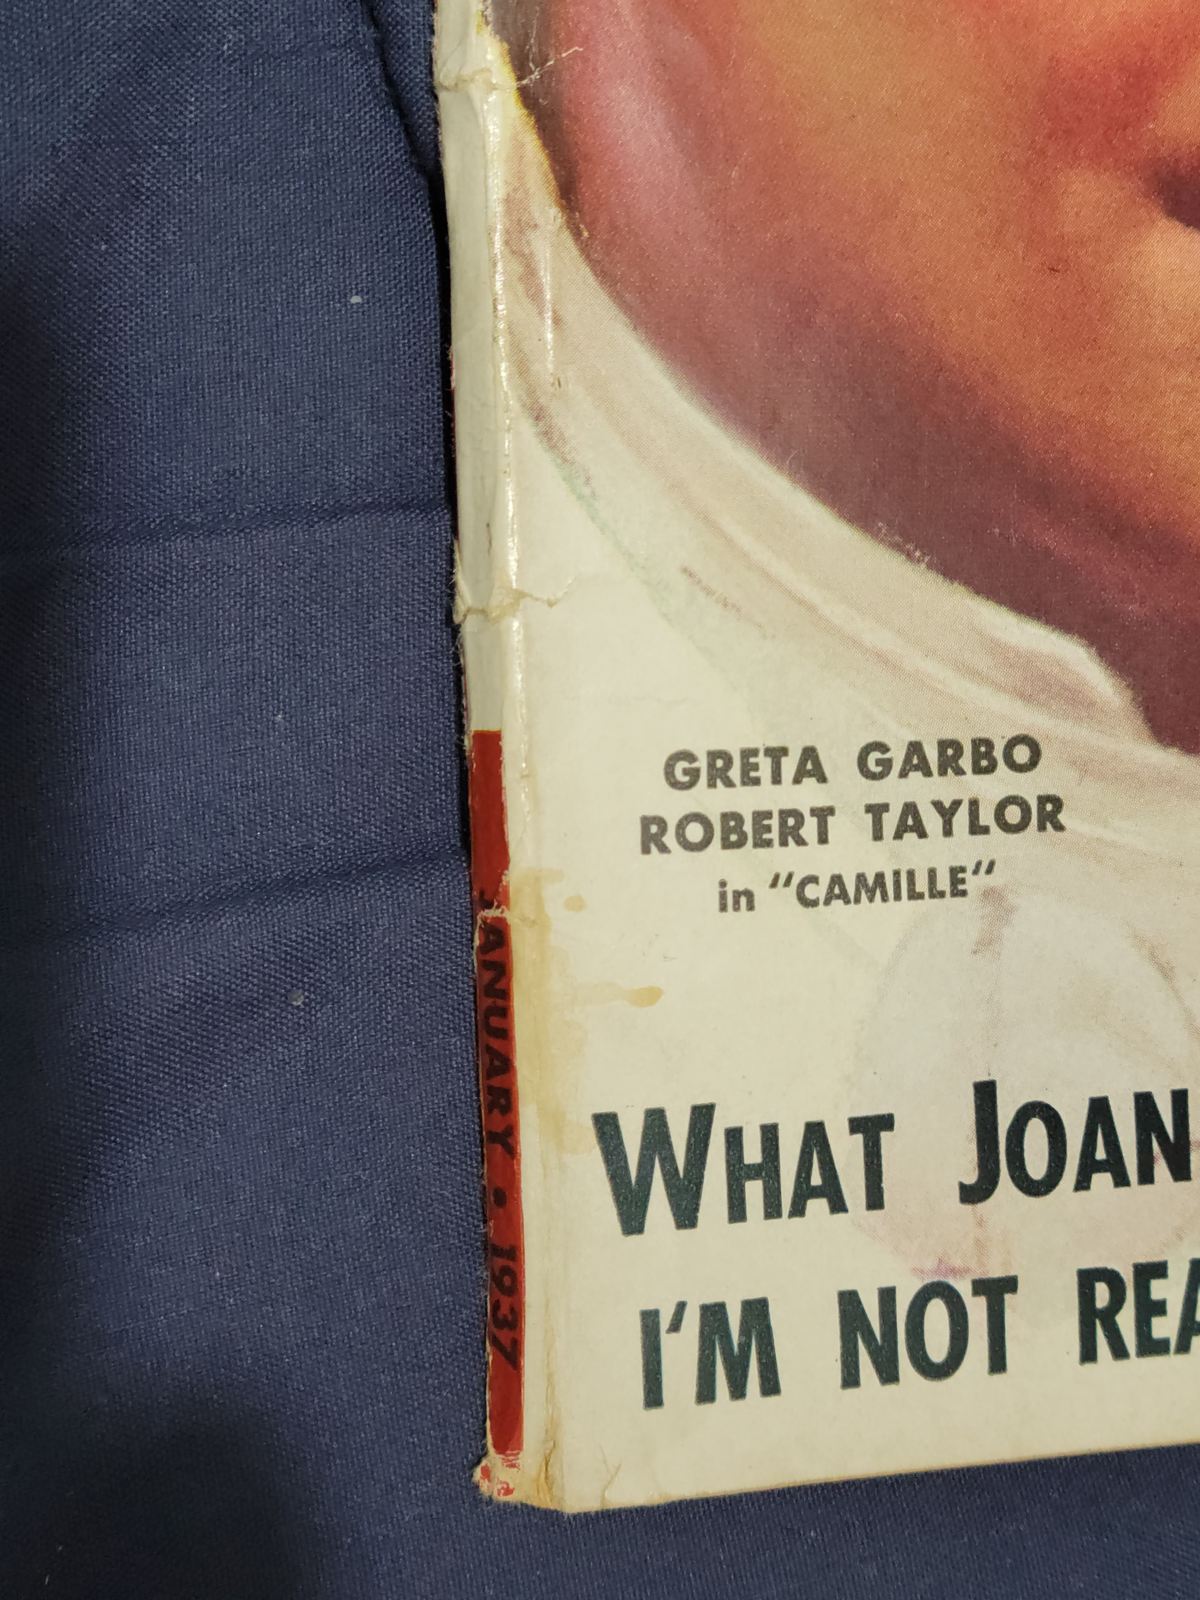 GRETA GARBO
ROBERT TAYLOR
in "CAMILLE"
WHAT JOAN
I'M NOT REA
JANUARY • 1937